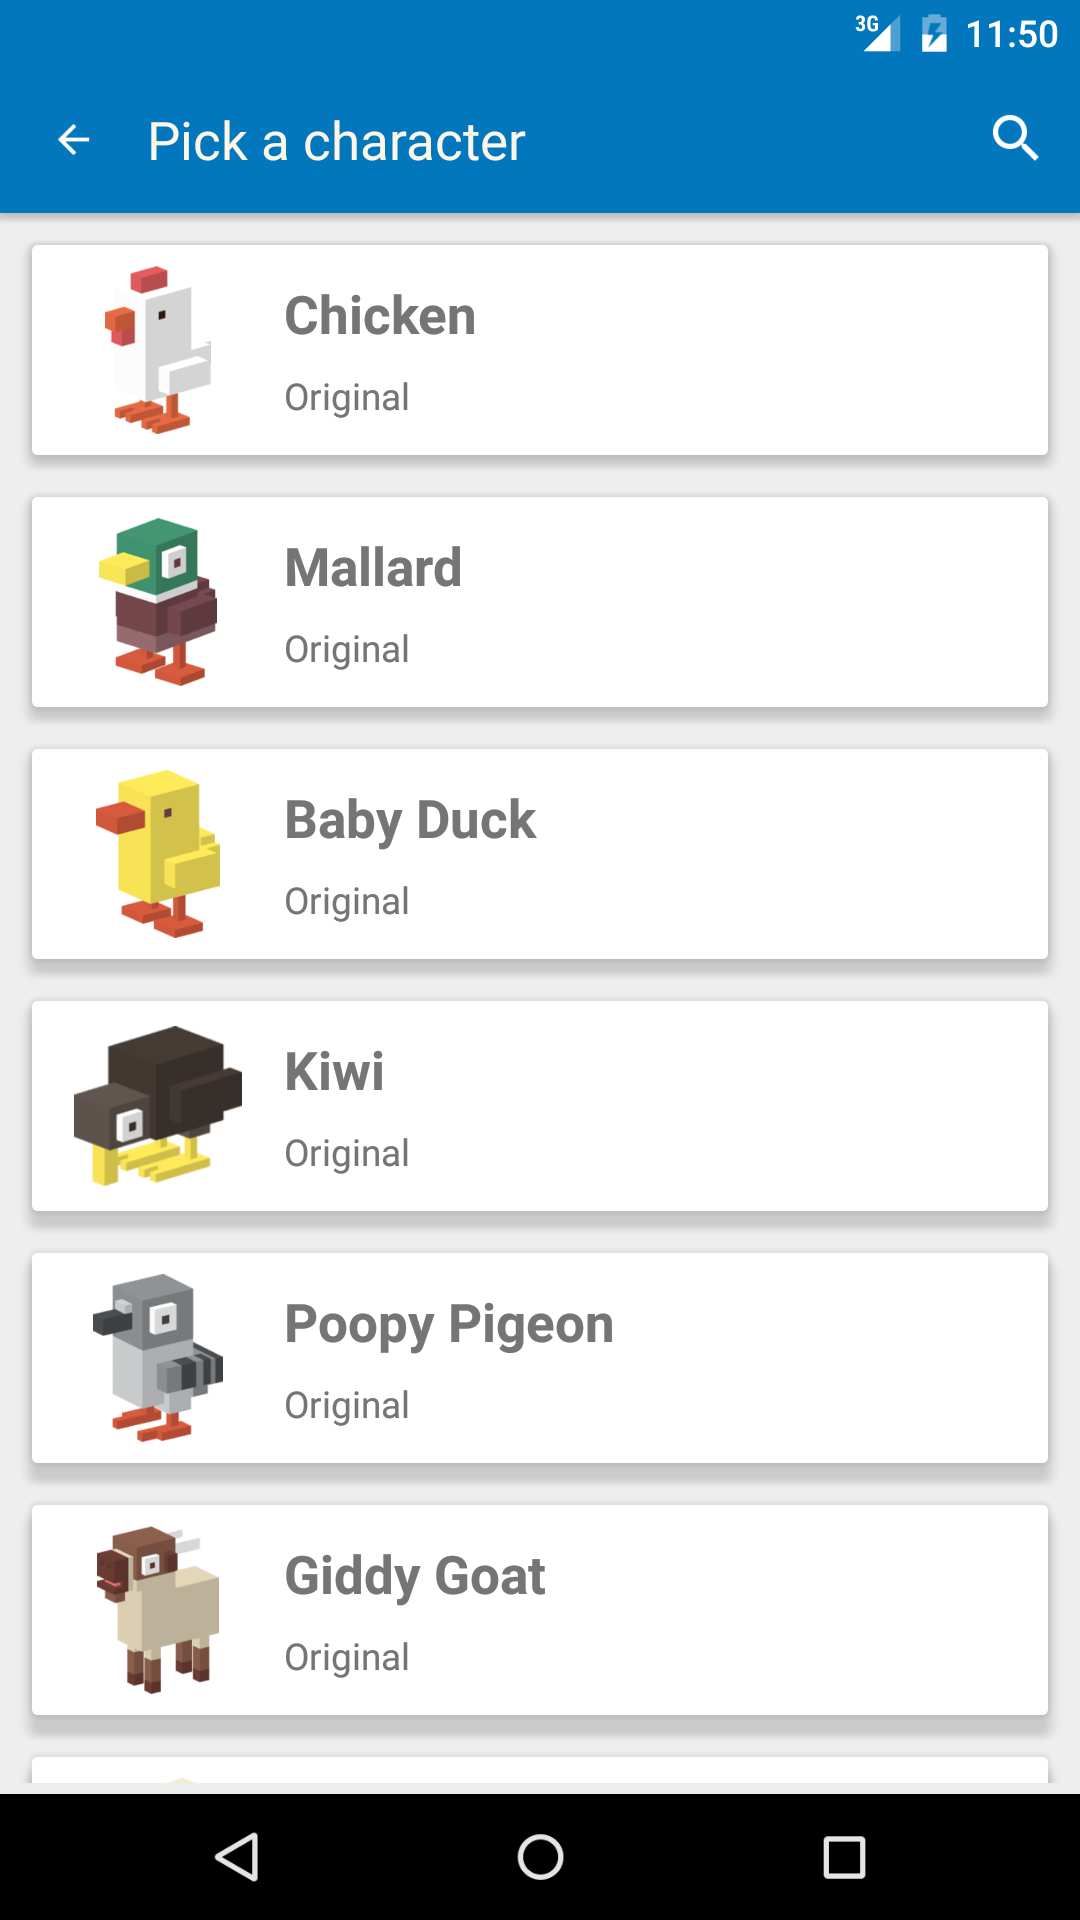 3G 11:50
Pick a character
Chicken
Original
Mallard
Original
Baby Duck
Original
Kiwi
Original
Poopy Pigeon
Original
Giddy Goat
Original